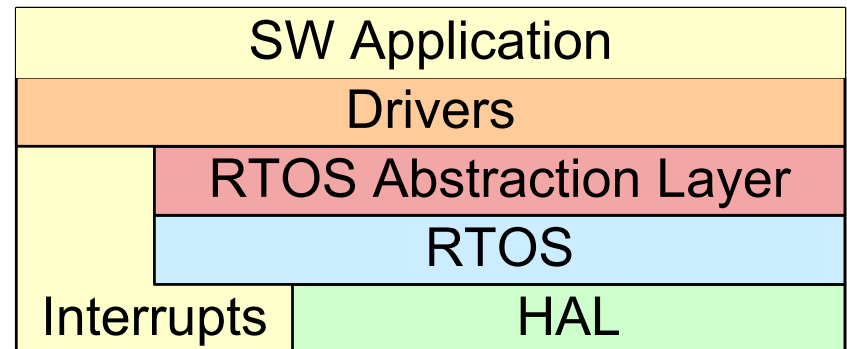 SW Application
Drivers
RTOS Abstraction Layer
RTOS
Interrupts
HAL